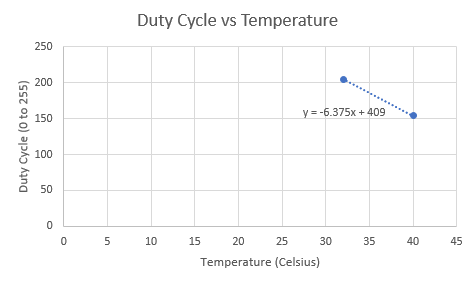 Duty Cycle vs Temperature
250
200
150
100
50
0
Duty Cycle (0 to 255)
y = -6.375x + 409
0 5 10 15 20 25 30 35 40 45
Temperature (Celsius)